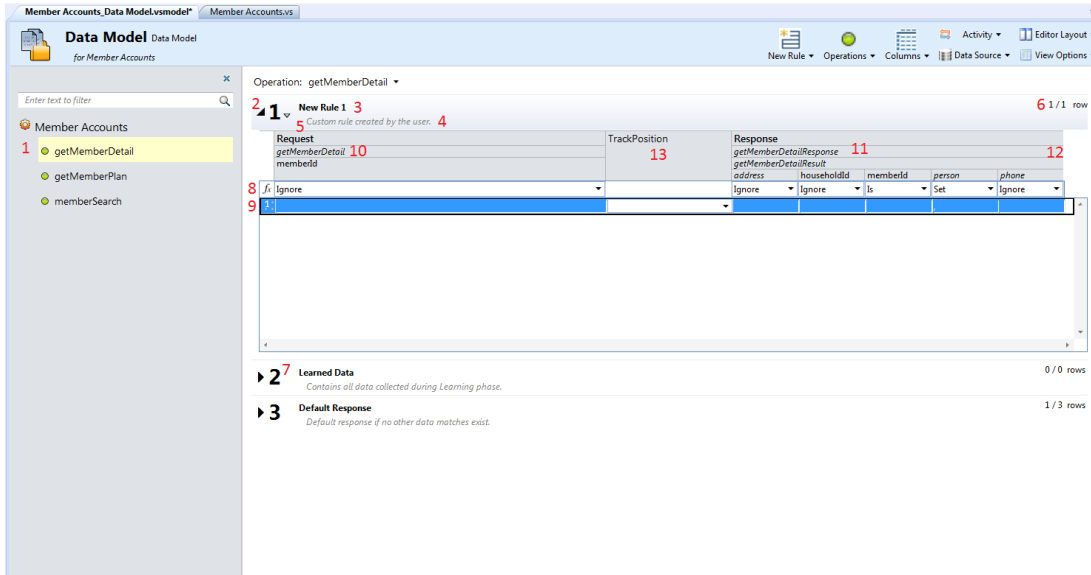 Member Accounts_Data Model.vsmodel* Member Accounts.vs
Data Model Data Model
for Member Accounts
New Rule Operations Columns Activity Data Source Editor Layout View Options
×
Enter text to filter
Member Accounts
1 getMemberDetail
getMemberPlan
memberSearch
Operation: getMemberDetail
2 1 New Rule 1 3 6 1 / 1 row
5 Custom rule created by the user. 4
Request TrackPosition Response
getMemberDetail 10 13 getMemberDetailResponse 11 12
memberId getMemberDetailResult
address householdId memberId person phone
8 fx Ignore Ignore Ignore Is Set Ignore
9 1
2 7 Learned Data 0 / 0 rows
Contains all data collected during Learning phase.
3 Default Response 1 / 3 rows
Default response if no other data matches exist.